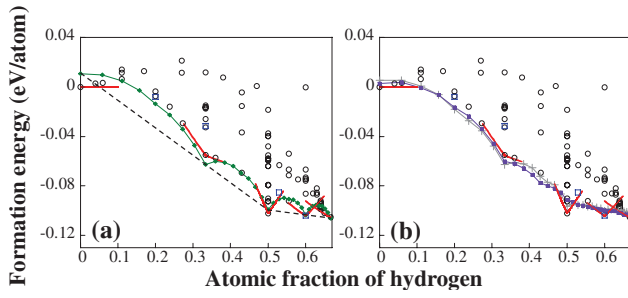 Formation energy (eV/atom)
0.04
0
-0.04
-0.08
-0.12
(a)
0 0.1 0.2 0.3 0.4 0.5 0.6
0.04
0
-0.04
-0.08
-0.12
(b)
0 0.1 0.2 0.3 0.4 0.5 0.6
Atomic fraction of hydrogen